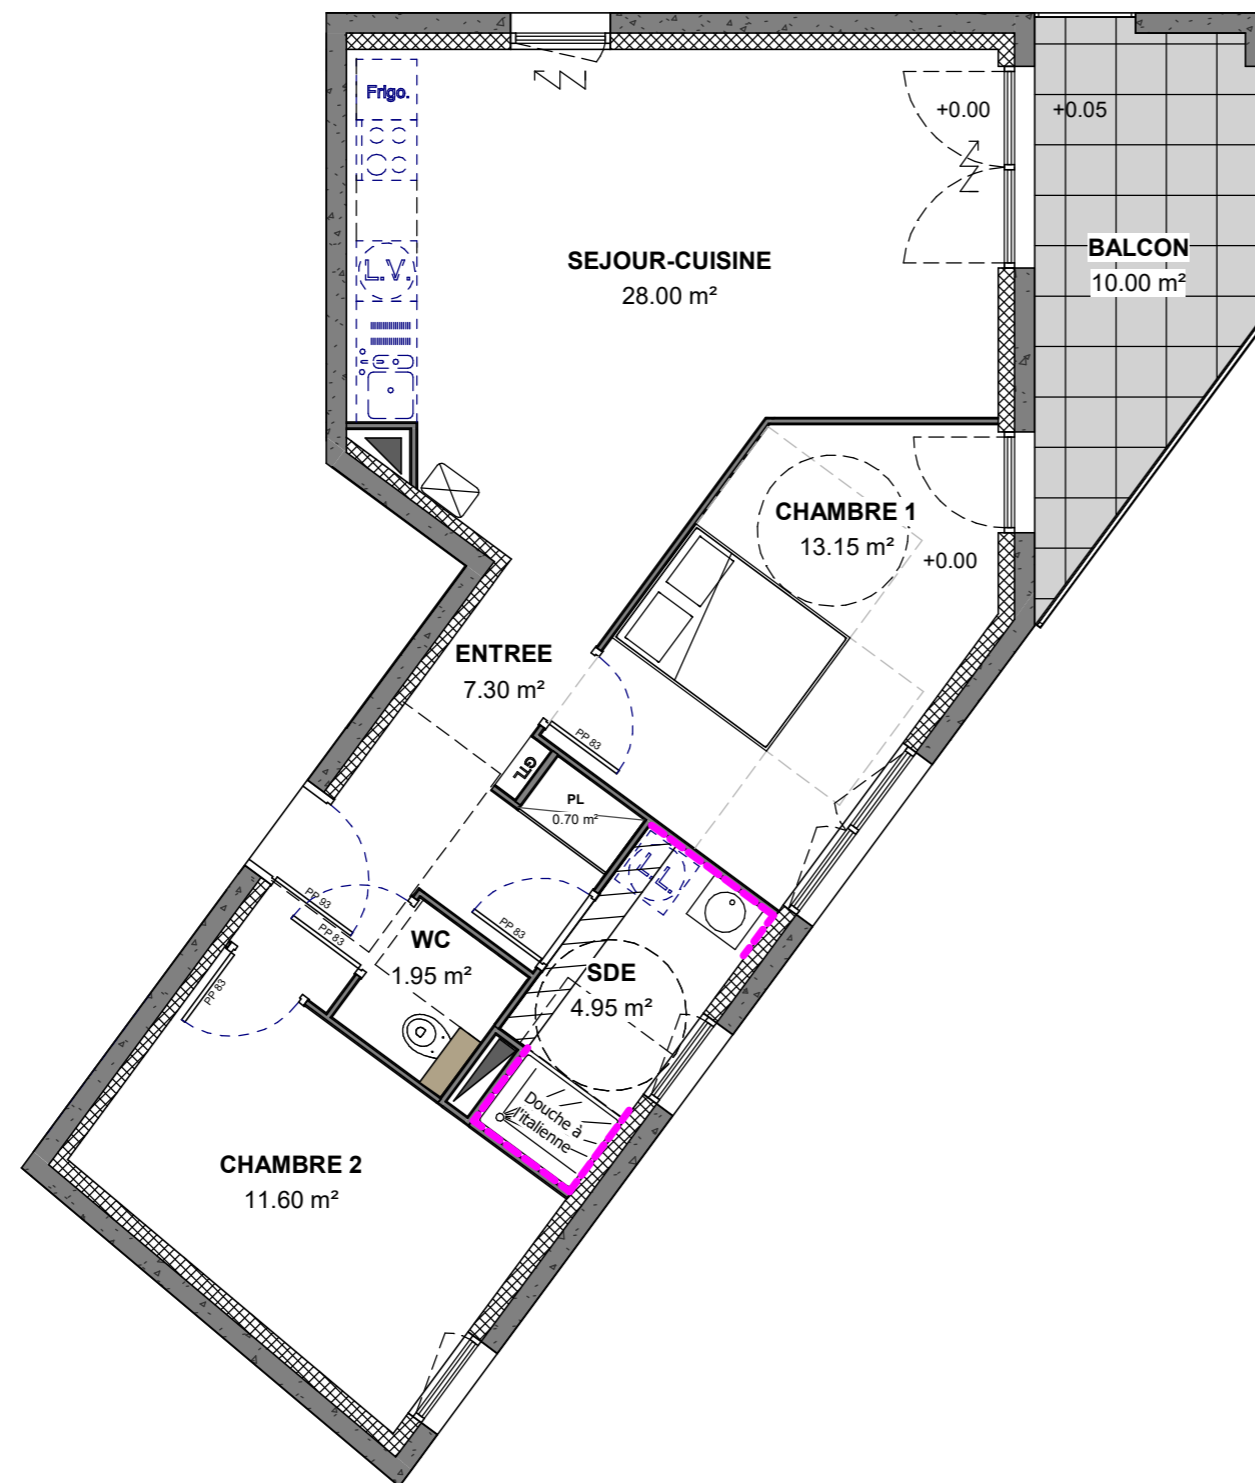 Frigo.
+0.00
+0.05
SEJOUR-CUISINE
28.00 m²
BALCON
10.00 m²
L.V.
CHAMBRE 1
13.15 m²
+0.00
ENTREE
7.30 m²
PP 83
GTL
PL
0.70 m²
L.L.
PP 93
PP 83
PP 83
WC
1.95 m²
SDE
4.95 m²
PP 83
Douche à
l'italienne
CHAMBRE 2
11.60 m²